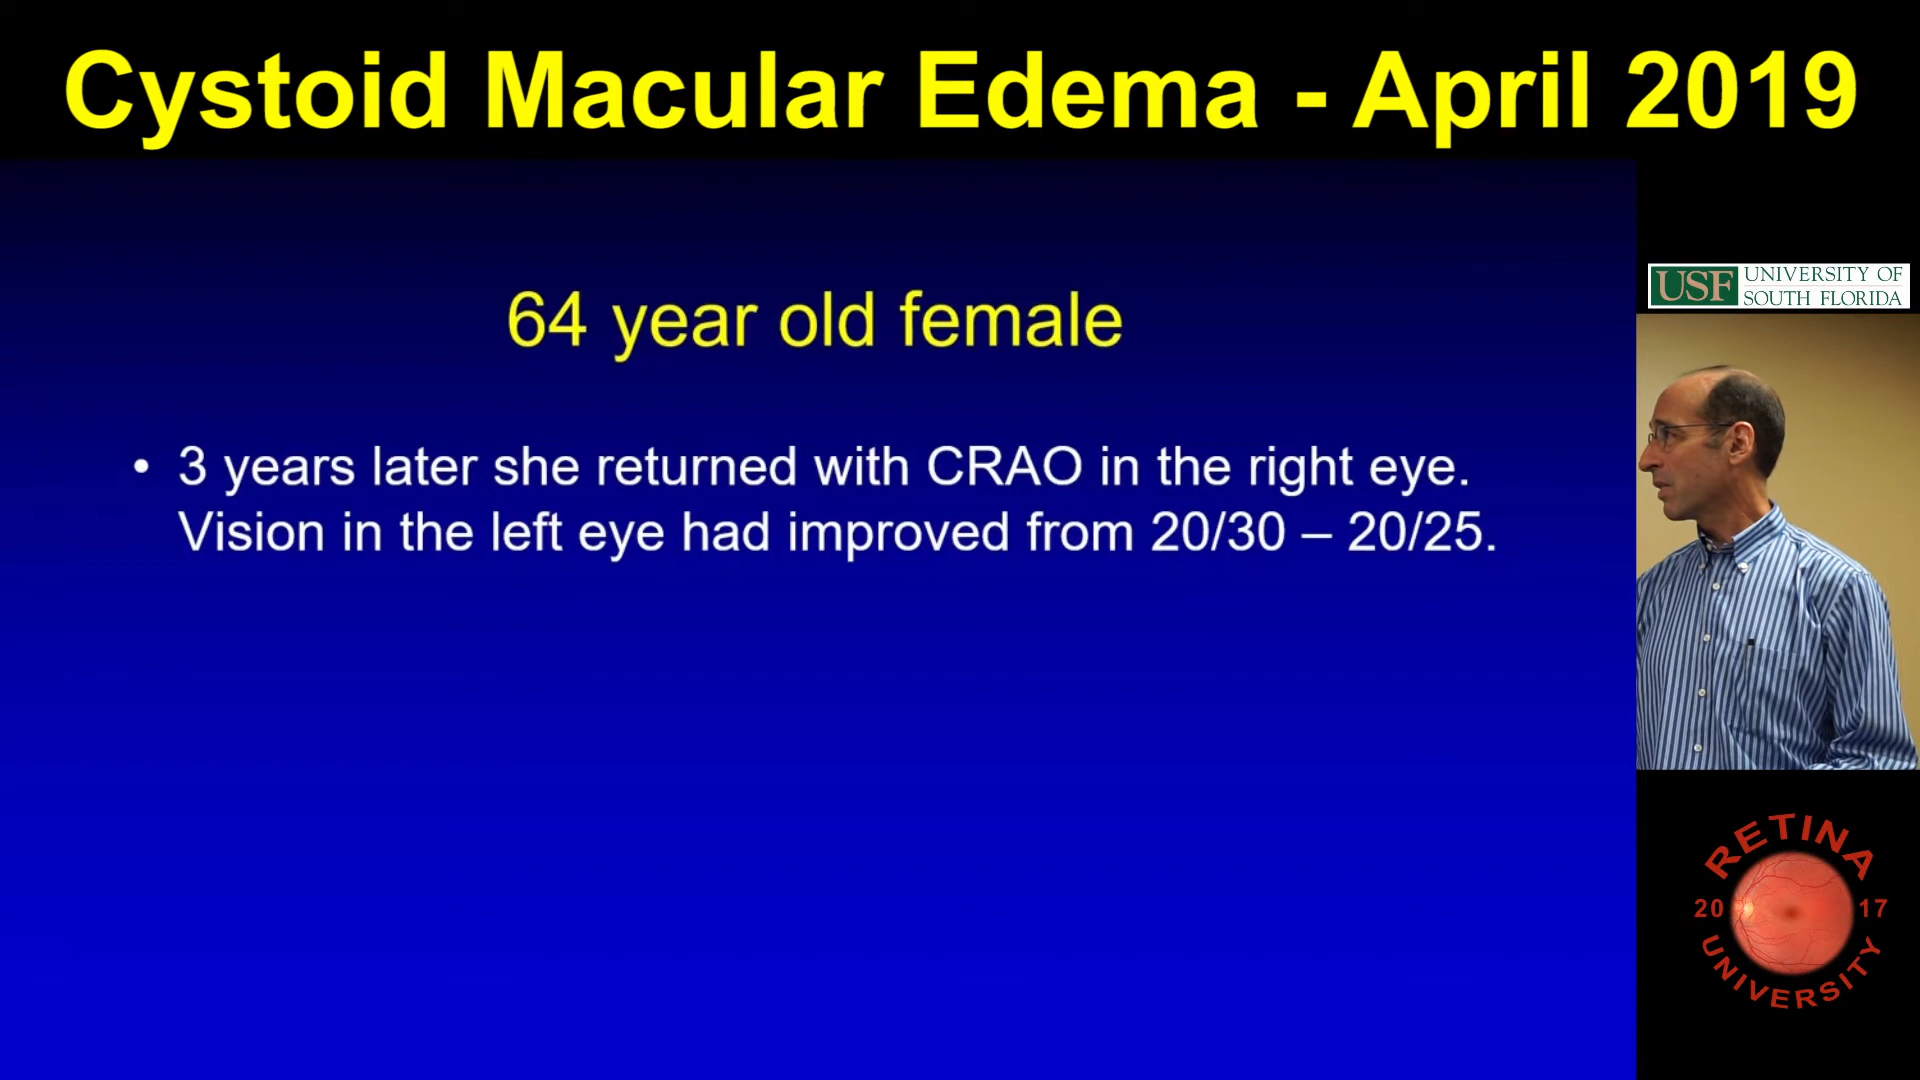 Cystoid Macular Edema - April 2019
64 year old female
• 3 years later she returned with CRAO in the right eye.
Vision in the left eye had improved from 20/30 – 20/25.
USF UNIVERSITY OF
SOUTH FLORIDA
RETINA
20 17
UNIVERSITY